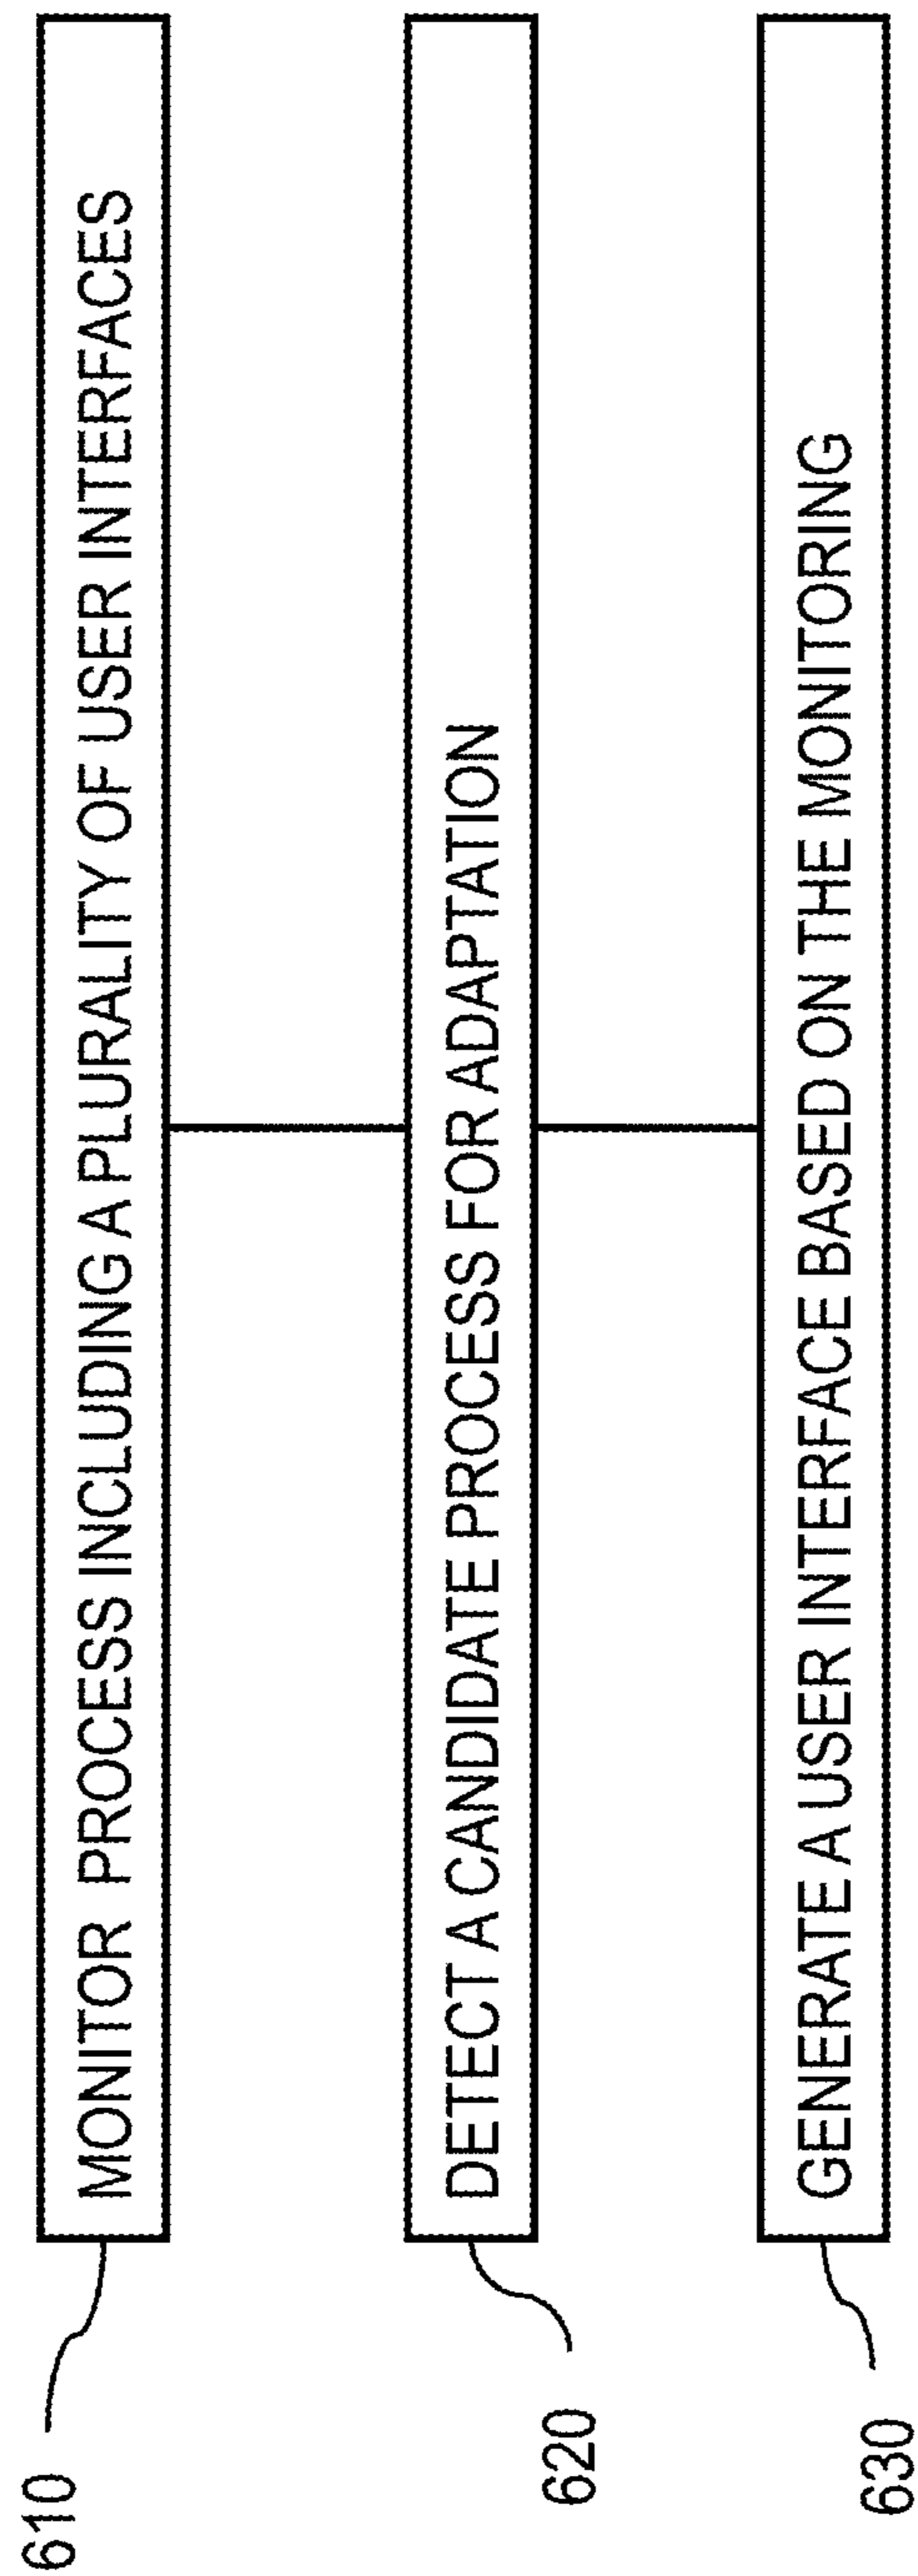 610
MONITOR PROCESS INCLUDING A PLURALITY OF USER INTERFACES
620
DETECT A CANDIDATE PROCESS FOR ADAPTATION
630
GENERATE A USER INTERFACE BASED ON THE MONITORING